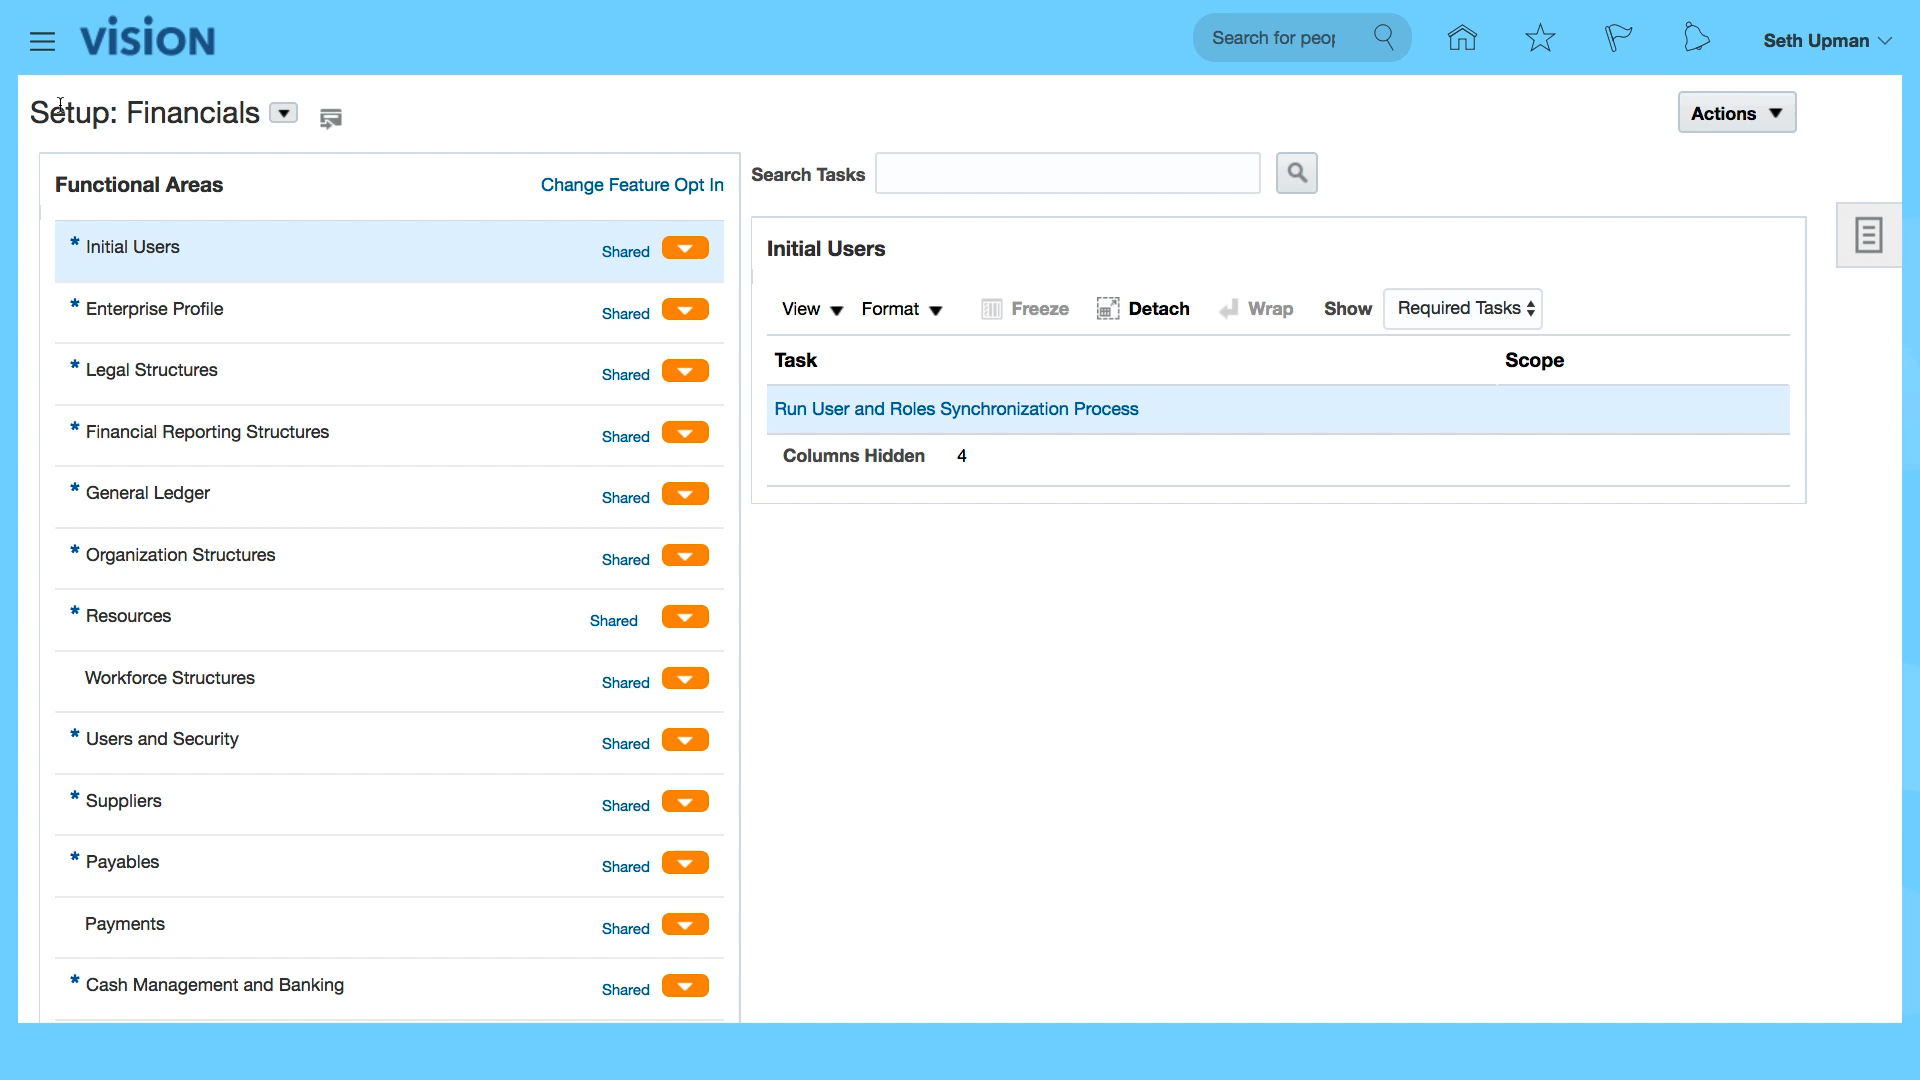 vision
Search for peop
Seth Upman
Setup: Financials
Actions
Functional Areas
Change Feature Opt In
* Initial Users Shared
* Enterprise Profile Shared
* Legal Structures Shared
* Financial Reporting Structures Shared
* General Ledger Shared
* Organization Structures Shared
* Resources Shared
Workforce Structures Shared
* Users and Security Shared
* Suppliers Shared
* Payables Shared
Payments Shared
* Cash Management and Banking Shared
Search Tasks
Initial Users
View Format Freeze Detach Wrap Show Required Tasks
Task Scope
Run User and Roles Synchronization Process
Columns Hidden 4